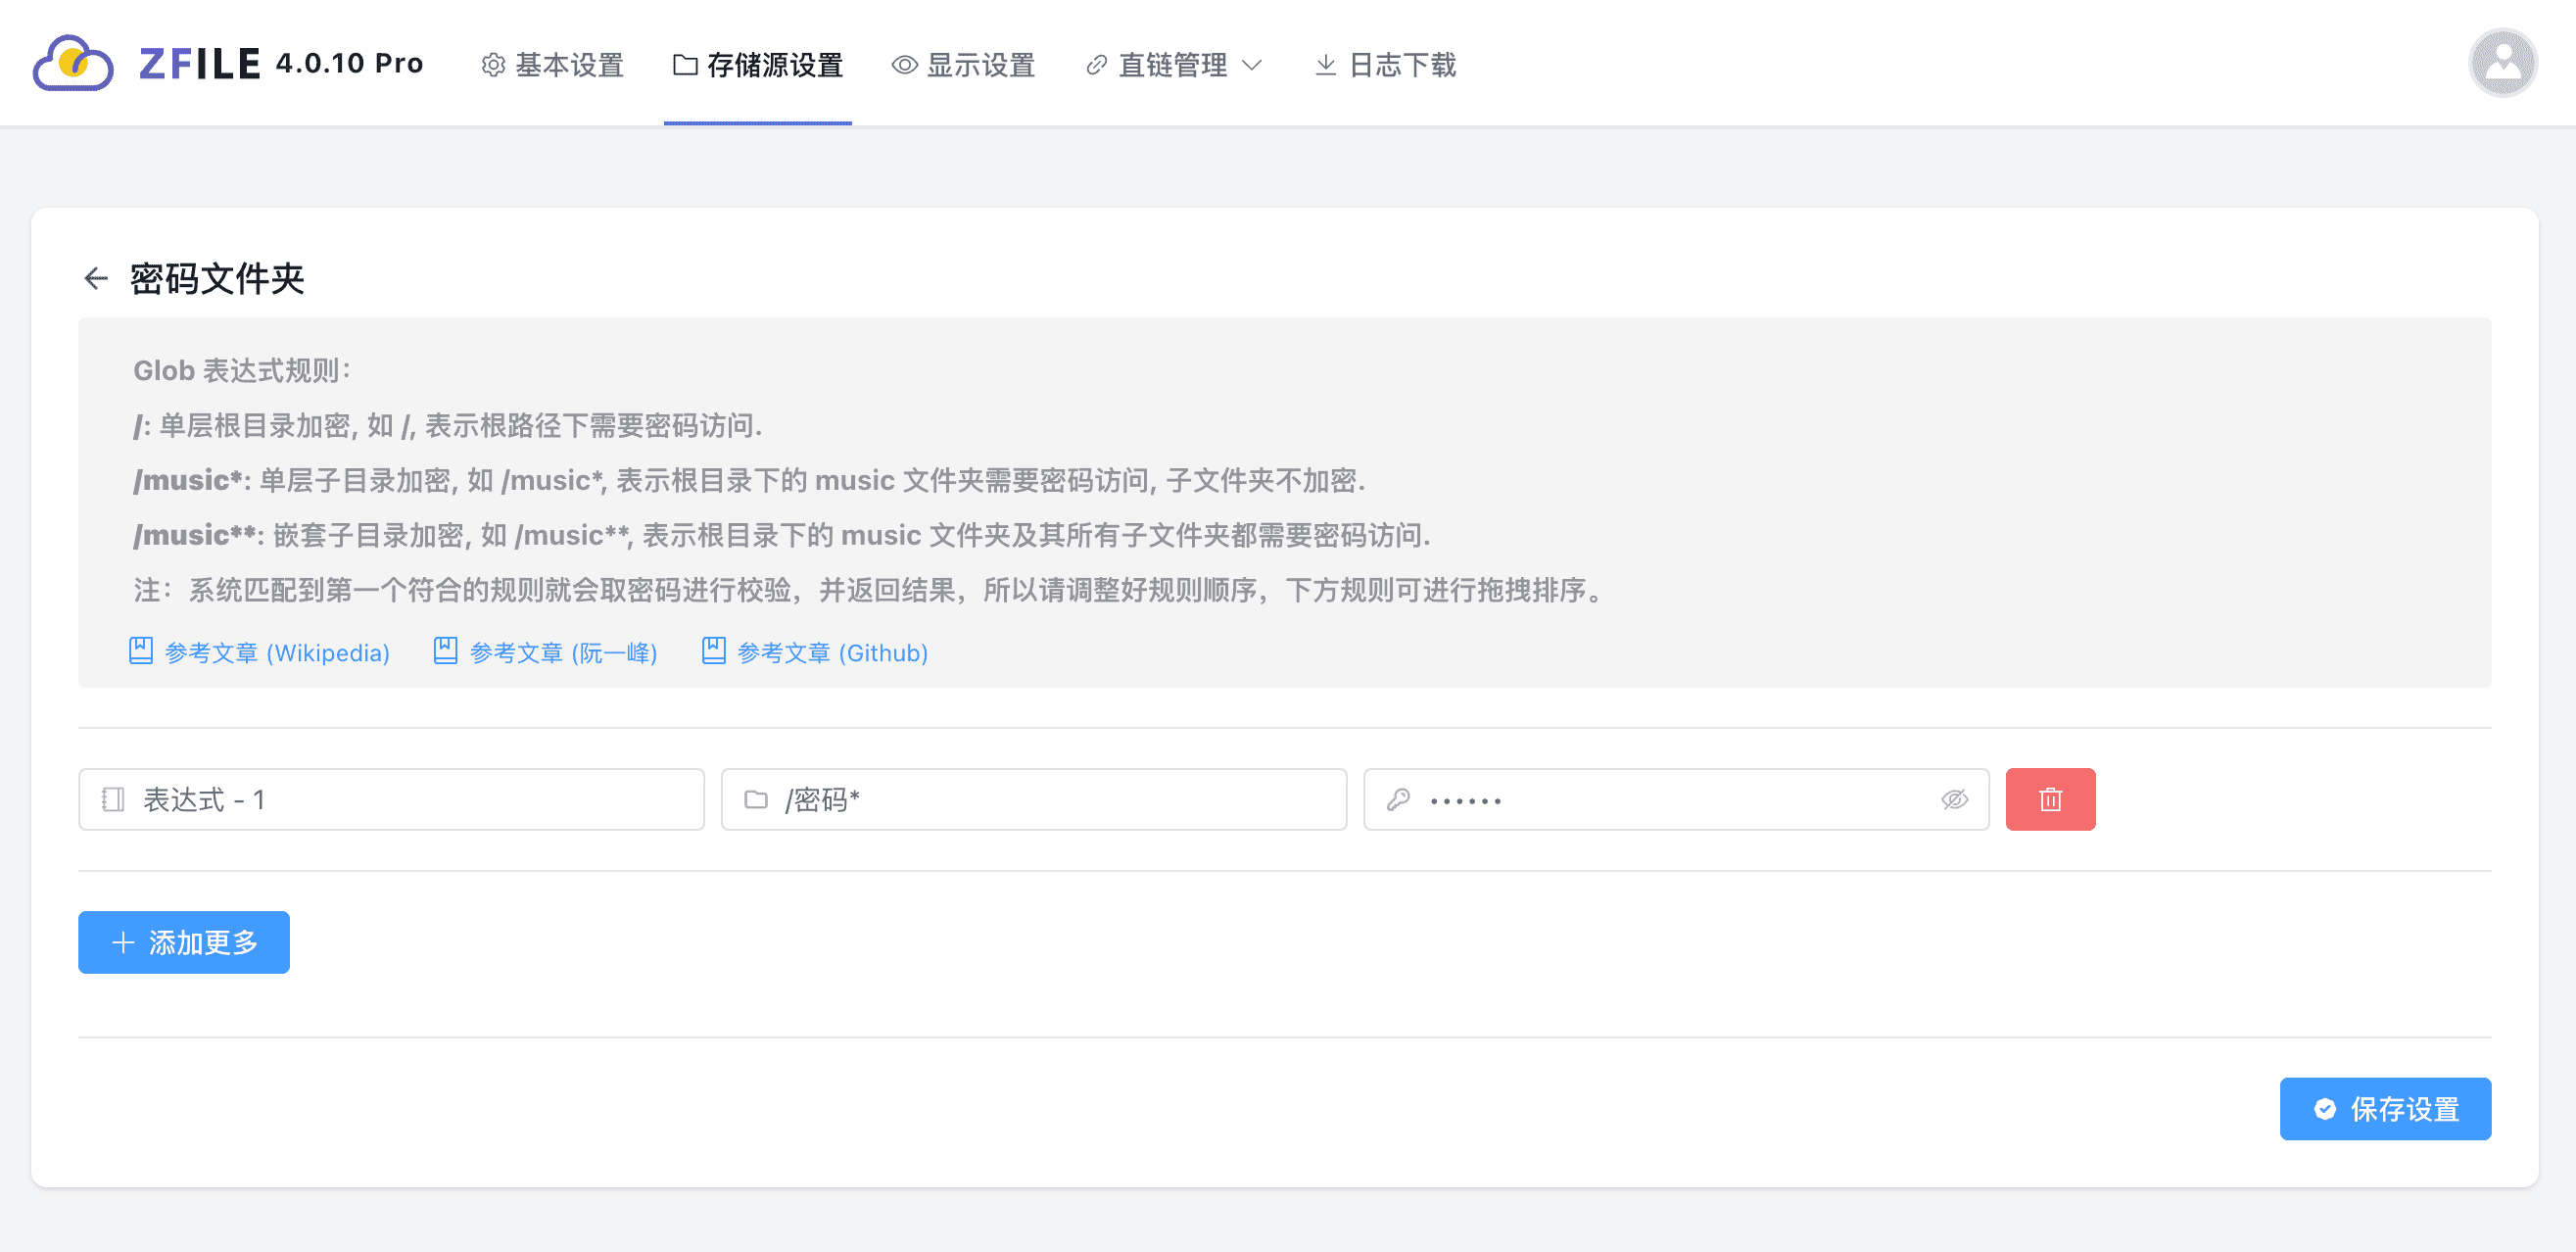 ZFILE 4.0.10 Pro 基本设置 存储源设置 显示设置 直链管理 日志下载
密码文件夹
Glob 表达式规则：
/: 单层根目录加密, 如 /, 表示根路径下需要密码访问.
/music*: 单层子目录加密, 如 /music*, 表示根目录下的 music 文件夹需要密码访问, 子文件夹不加密.
/music**: 嵌套子目录加密, 如 /music**, 表示根目录下的 music 文件夹及其所有子文件夹都需要密码访问.
注：系统匹配到第一个符合的规则就会取密码进行校验，并返回结果，所以请调整好规则顺序，下方规则可进行拖拽排序。
参考文章 (Wikipedia) 参考文章 (阮一峰) 参考文章 (Github)
表达式 - 1 /密码* ••••••
添加更多
保存设置